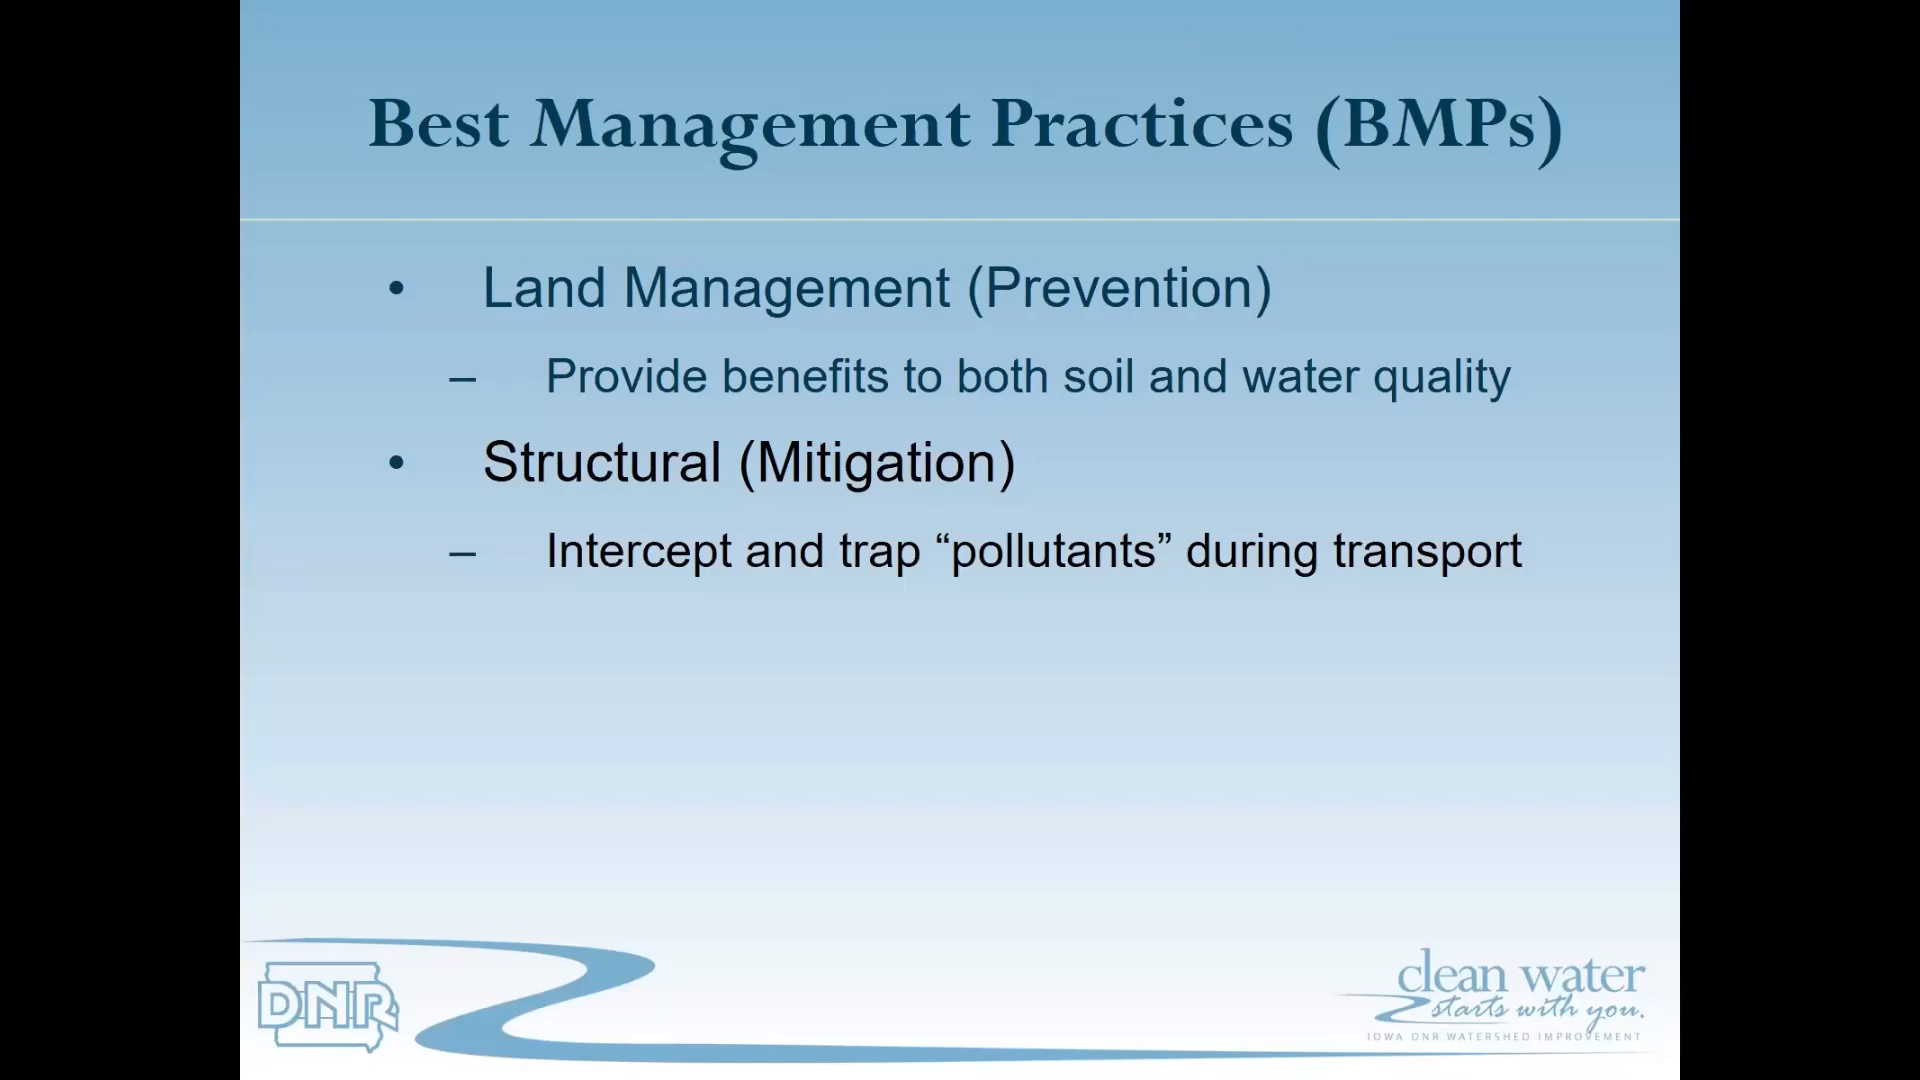 Best Management Practices (BMPs)
• Land Management (Prevention)
– Provide benefits to both soil and water quality
• Structural (Mitigation)
– Intercept and trap “pollutants” during transport
DNR
clean water
starts with you.
IOWA DNR WATERSHED IMPROVEMENT